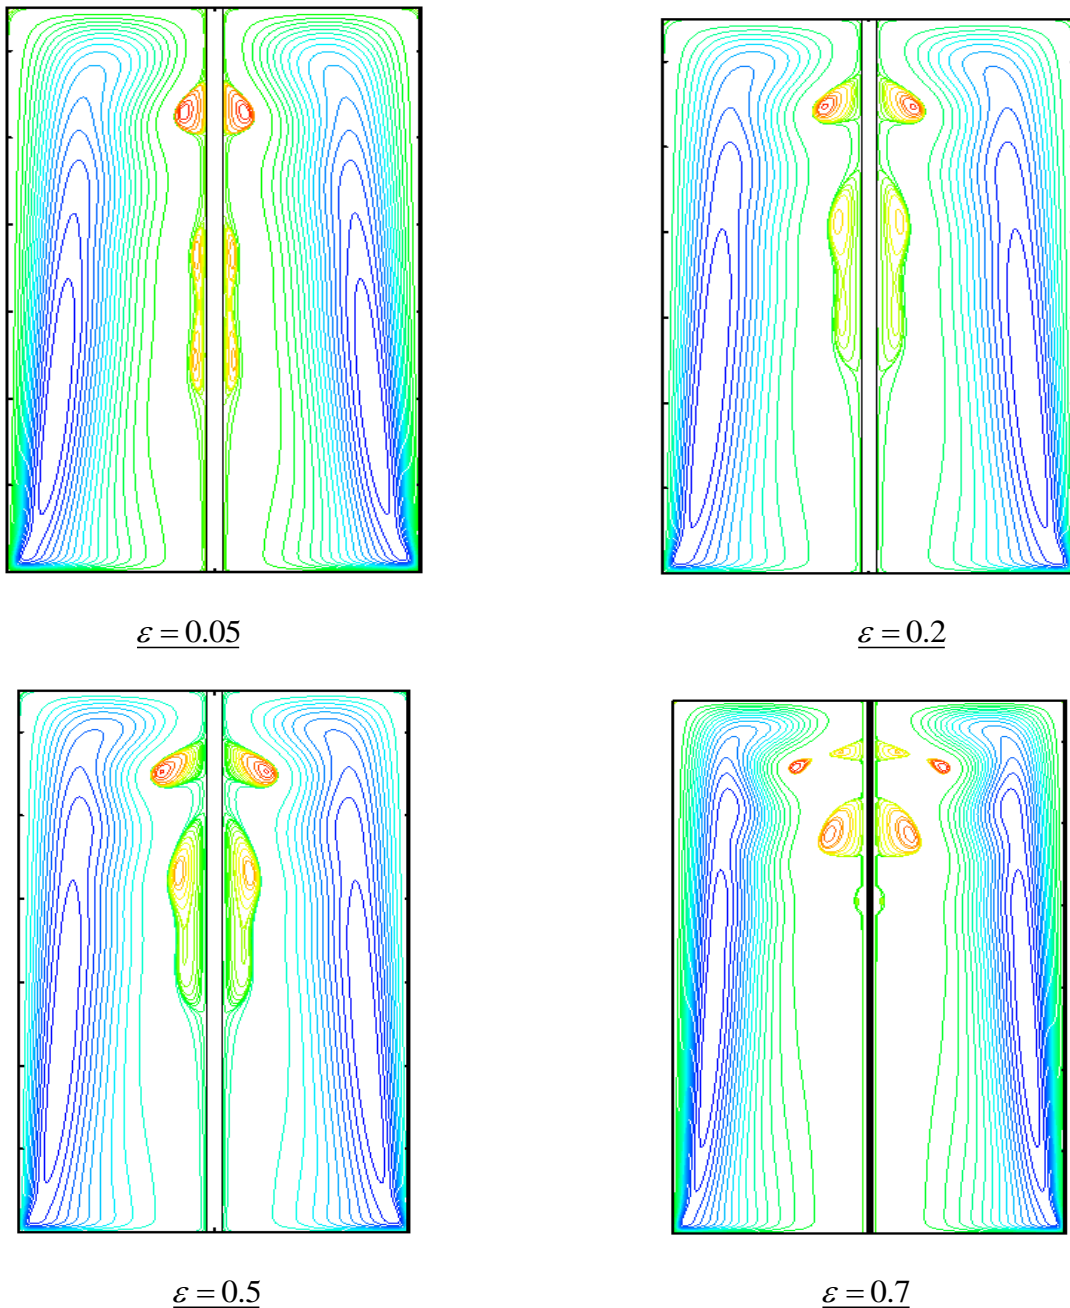 ε = 0.05
ε = 0.2
ε = 0.5
ε = 0.7